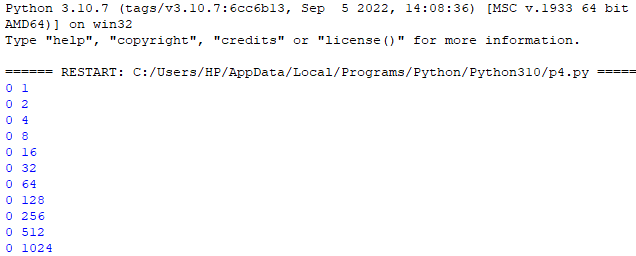 Python 3.10.7 (tags/v3.10.7:6cc6b13, Sep  5 2022, 14:08:36) [MSC v.1933 64 bit
AMD64)] on win32
Type "help", "copyright", "credits" or "license()" for more information.
====== RESTART: C:/Users/HP/AppData/Local/Programs/Python/Python310/p4.py =====
0 1
0 2
0 4
0 8
0 16
0 32
0 64
0 128
0 256
0 512
0 1024